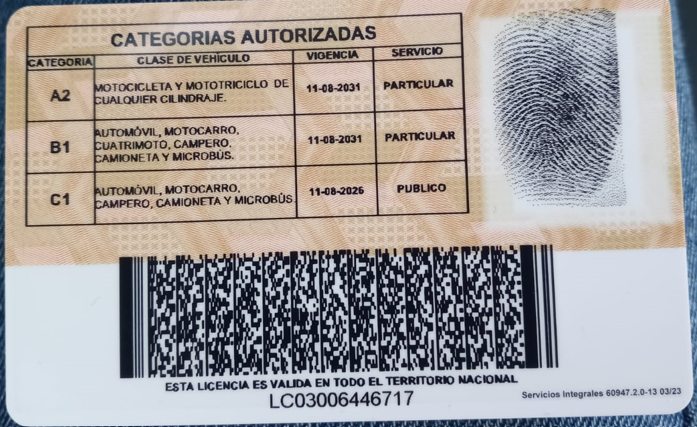 CATEGORIAS AUTORIZADAS
CATEGORIA CLASE DE VEHÍCULO VIGENCIA SERVICIO
A2 MOTOCICLETA Y MOTOTRICICLO DE CUALQUIER CILINDRAJE. 11-08-2031 PARTICULAR
B1 AUTOMÓVIL, MOTOCARRO, CUATRIMOTO, CAMPERO, CAMIONETA Y MICROBÚS. 11-08-2031 PARTICULAR
C1 AUTOMÓVIL, MOTOCARRO, CAMPERO, CAMIONETA Y MICROBÚS 11-08-2026 PUBLICO
ESTA LICENCIA ES VALIDA EN TODO EL TERRITORIO NACIONAL
LC03006446717
Servicios Integrales 60947.2.0-13 03/23